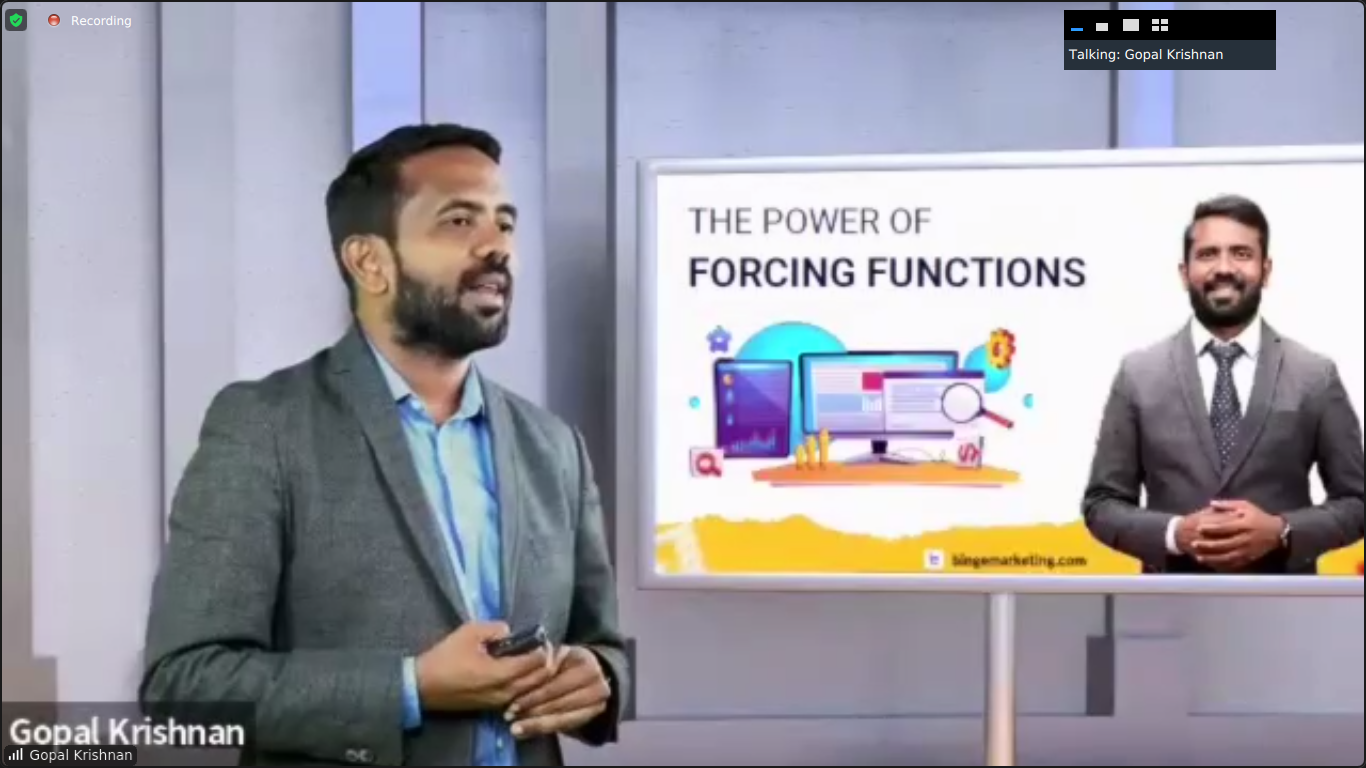 Recording
Talking: Gopal Krishnan
THE POWER OF
FORCING FUNCTIONS
bingemarketing.com
Gopal Krishnan
Gopal Krishnan